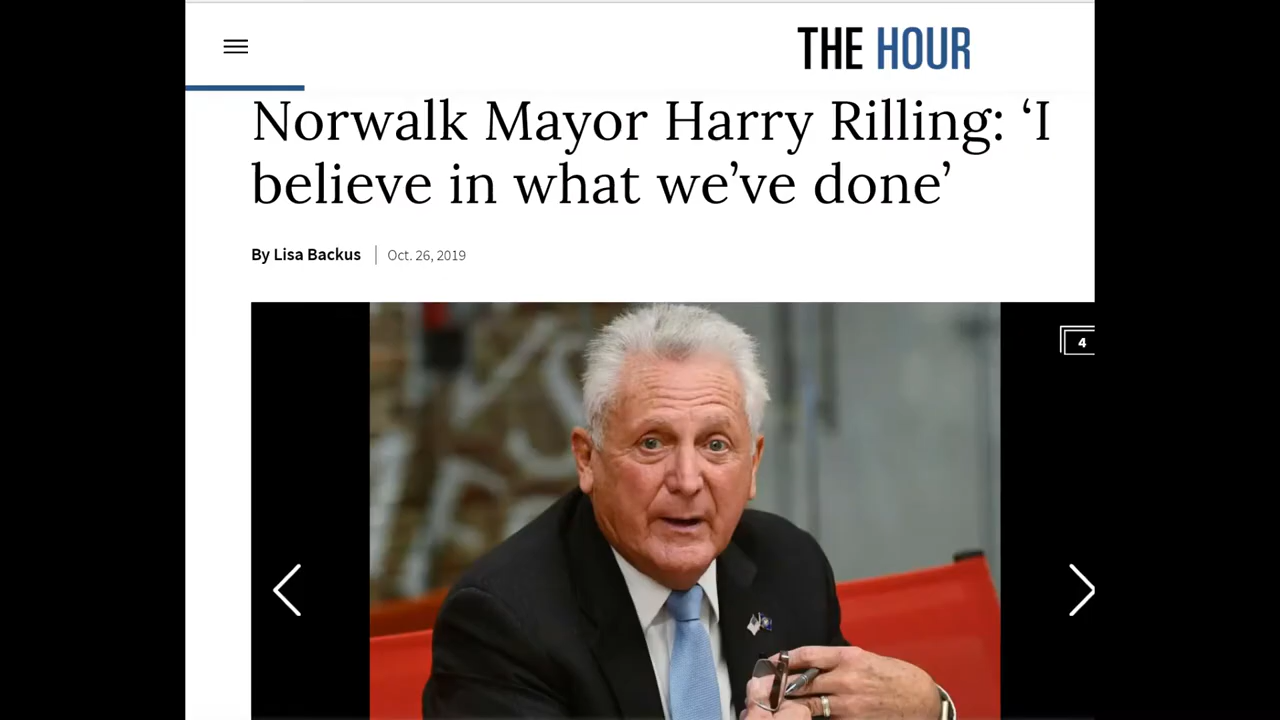 THE HOUR
Norwalk Mayor Harry Rilling: ‘I
believe in what we’ve done’
By Lisa Backus | Oct. 26, 2019
4